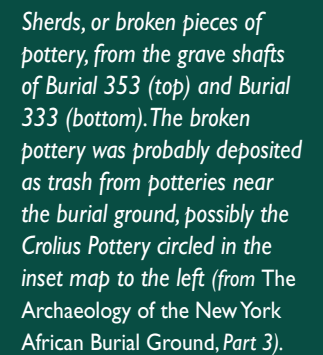 Sherds, or broken pieces of
pottery, from the grave shafts
of Burial 353 (top) and Burial
333 (bottom). The broken
pottery was probably deposited
as trash from potteries near
the burial ground, possibly the
Crolius Pottery circled in the
inset map to the left (from The
Archaeology of the New York
African Burial Ground, Part 3).